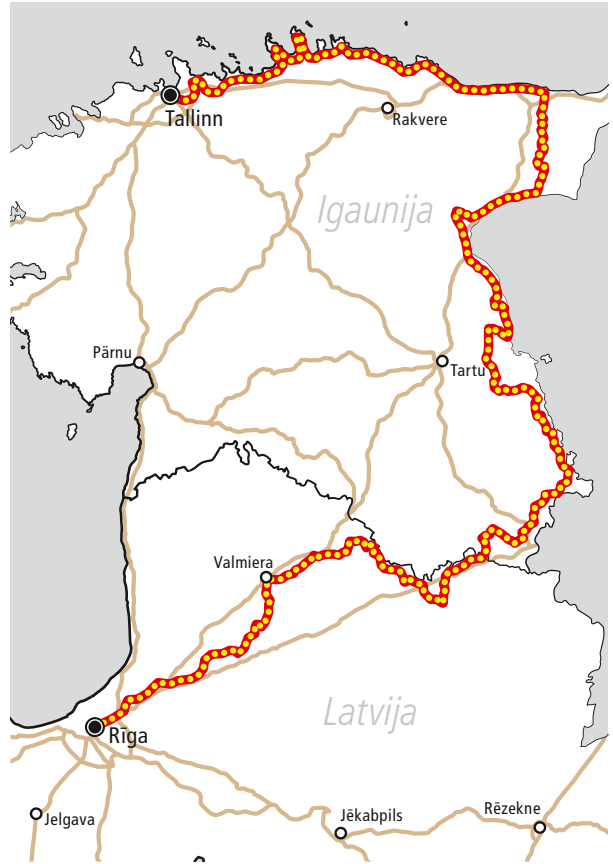 Tallinn
Rakvere
Igaunija
Pärnu
Tartu
Valmiera
Latvija
Rīga
Jelgava
Jēkabpils
Rēzekne